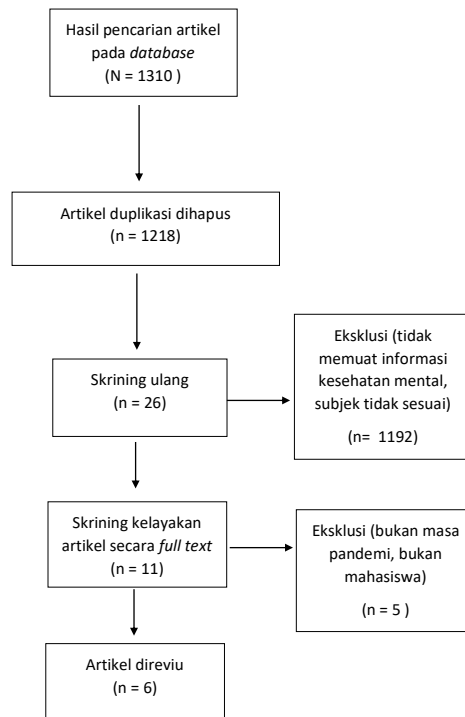 Hasil pencarian artikel
pada database
(N = 1310 )
Artikel duplikasi dihapus
(n = 1218)
Skrining ulang
(n = 26)
Eksklusi (tidak
memuat informasi
kesehatan mental,
subjek tidak sesuai)
(n=  1192)
Skrining kelayakan
artikel secara full text
(n = 11)
Eksklusi (bukan masa
pandemi, bukan
mahasiswa)
(n = 5 )
Artikel direviu
(n = 6)